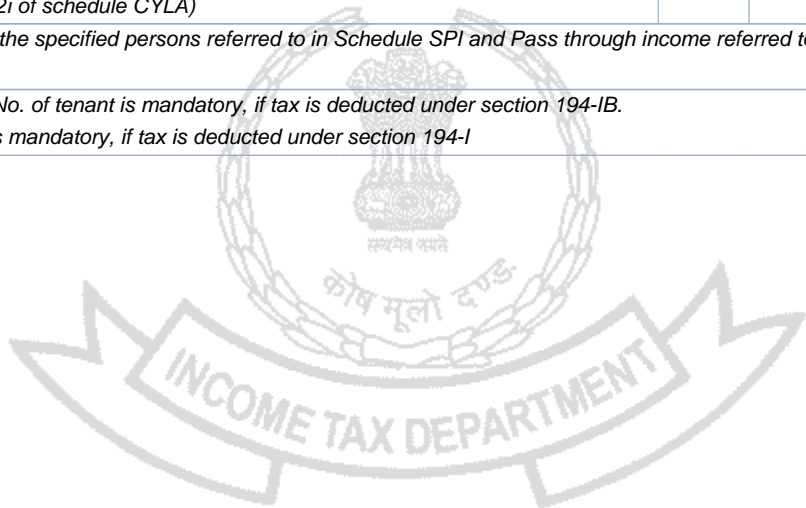 2i of schedule CYLA)
the specified persons referred to in Schedule SPI and Pass through income referred to
No. of tenant is mandatory, if tax is deducted under section 194-IB.
s mandatory, if tax is deducted under section 194-I
सत्यमेव जयते
कोष मूलो दण्डः
INCOME TAX DEPARTMENT